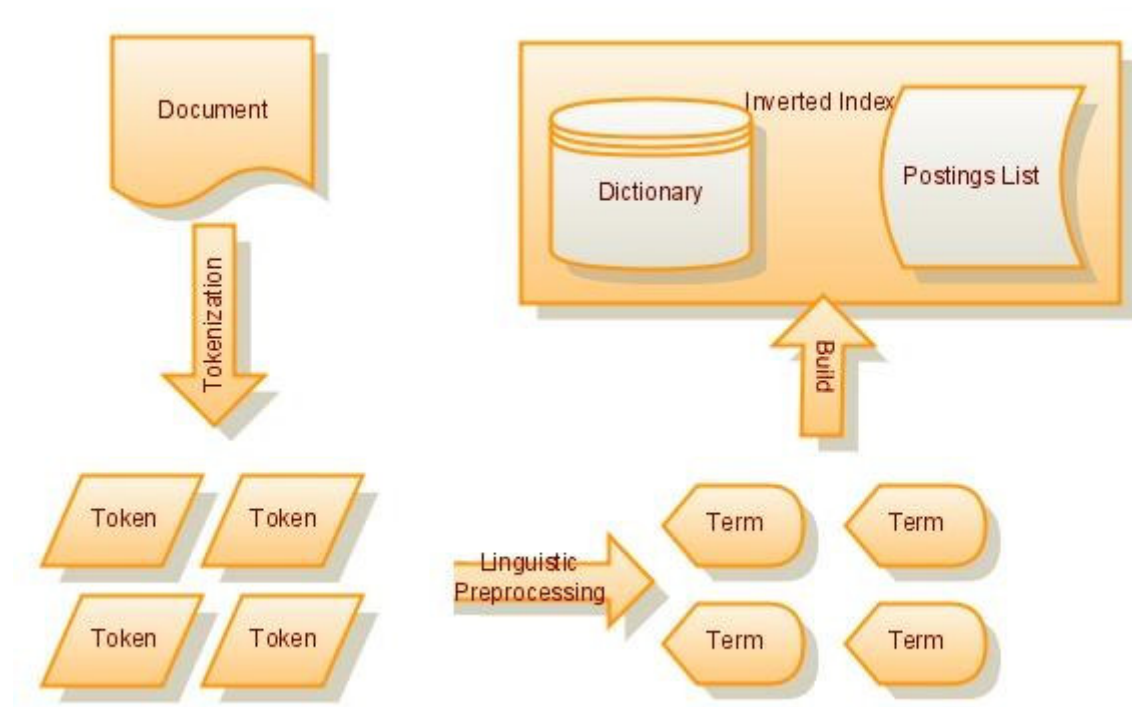 Document
Tokenization
Token
Token
Token
Token
Linguistic
Preprocessing
Term
Term
Term
Term
Build
Inverted Index
Dictionary
Postings List